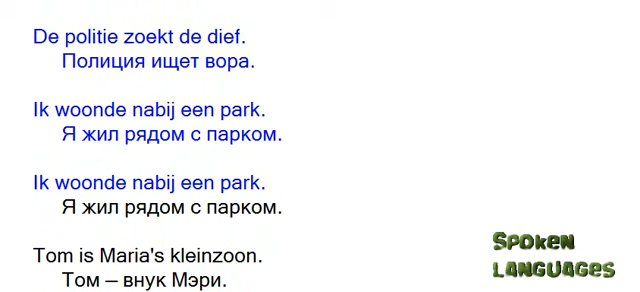 De politie zoekt de dief.
Полиция ищет вора.
Ik woonde nabij een park.
Я жил рядом с парком.
Ik woonde nabij een park.
Я жил рядом с парком.
Tom is Maria's kleinzoon.
Том – внук Мэри.
Spoken
Languages